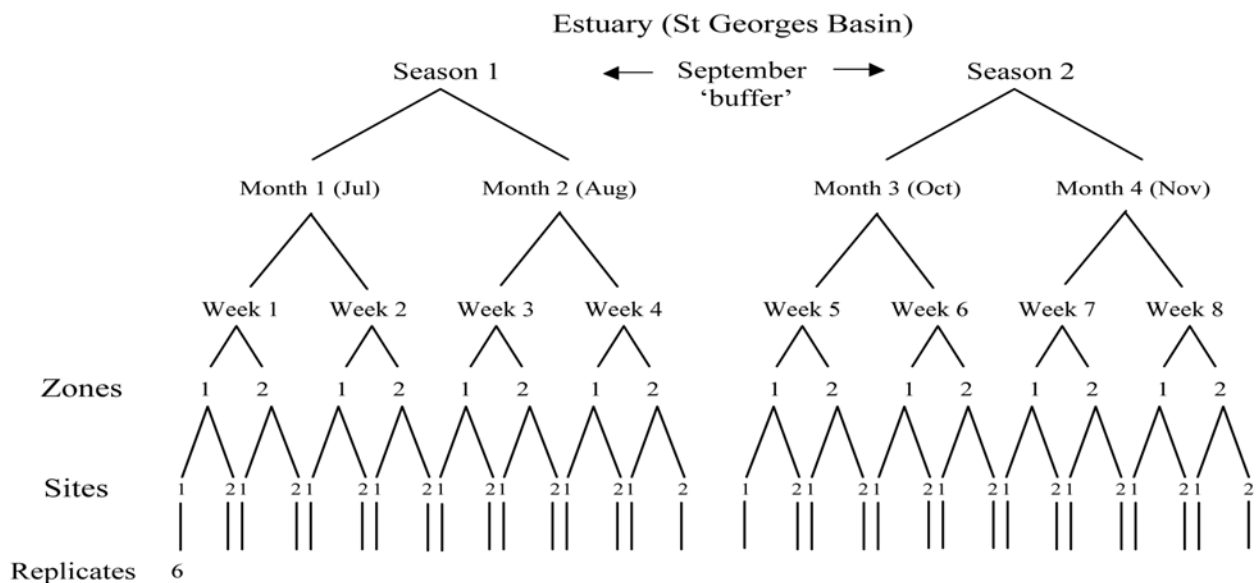 Estuary (St Georges Basin)
Season 1 September Season 2
‘buffer’
Month 1 (Jul) Month 2 (Aug) Month 3 (Oct) Month 4 (Nov)
Week 1 Week 2 Week 3 Week 4 Week 5 Week 6 Week 7 Week 8
Zones 1 2 1 2 1 2 1 2 1 2 1 2 1 2 1 2
Sites 1 2 1 2 1 2 1 2 1 2 1 2 1 2 1 2 1 2 1 2 1 2 1 2 1 2 1 2 1 2 1 2
Replicates 6